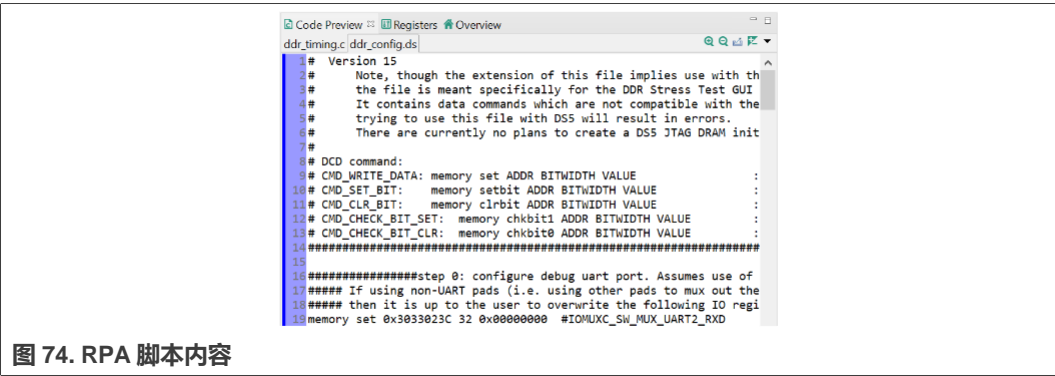 Code Preview Registers Overview
ddr_timing.c ddr_config.ds
1 #  Version 15
2 #      Note, though the extension of this file implies use with th
3 #      the file is meant specifically for the DDR Stress Test GUI
4 #      It contains data commands which are not compatible with the
5 #      trying to use this file with DS5 will result in errors.
6 #      There are currently no plans to create a DS5 JTAG DRAM init
7 #
8 # DCD command:
9 # CMD_WRITE_DATA: memory set ADDR BITWIDTH VALUE               :
10 # CMD_SET_BIT:    memory setbit ADDR BITWIDTH VALUE            :
11 # CMD_CLR_BIT:    memory clrbit ADDR BITWIDTH VALUE            :
12 # CMD_CHECK_BIT_SET:  memory chkbit1 ADDR BITWIDTH VALUE       :
13 # CMD_CHECK_BIT_CLR:  memory chkbit0 ADDR BITWIDTH VALUE       :
14 ##################################################################
15
16 ################step 0: configure debug uart port. Assumes use of
17 ##### If using non-UART pads (i.e. using other pads to mux out the
18 ##### then it is up to the user to overwrite the following IO regi
19 memory set 0x3033023C 32 0x00000000  #IOMUXC_SW_MUX_UART2_RXD
图 74. RPA 脚本内容